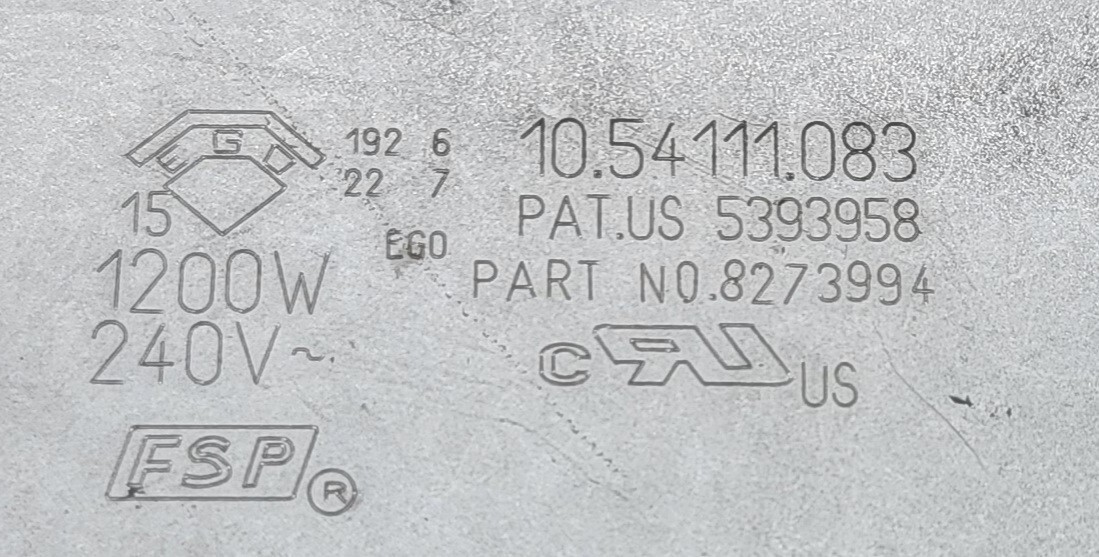 EGO
192 6
22 7
15
EGO
1200W
240V~
FSP®
10.54111.083
PAT.US 5393958
PART NO.8273994
C RU US